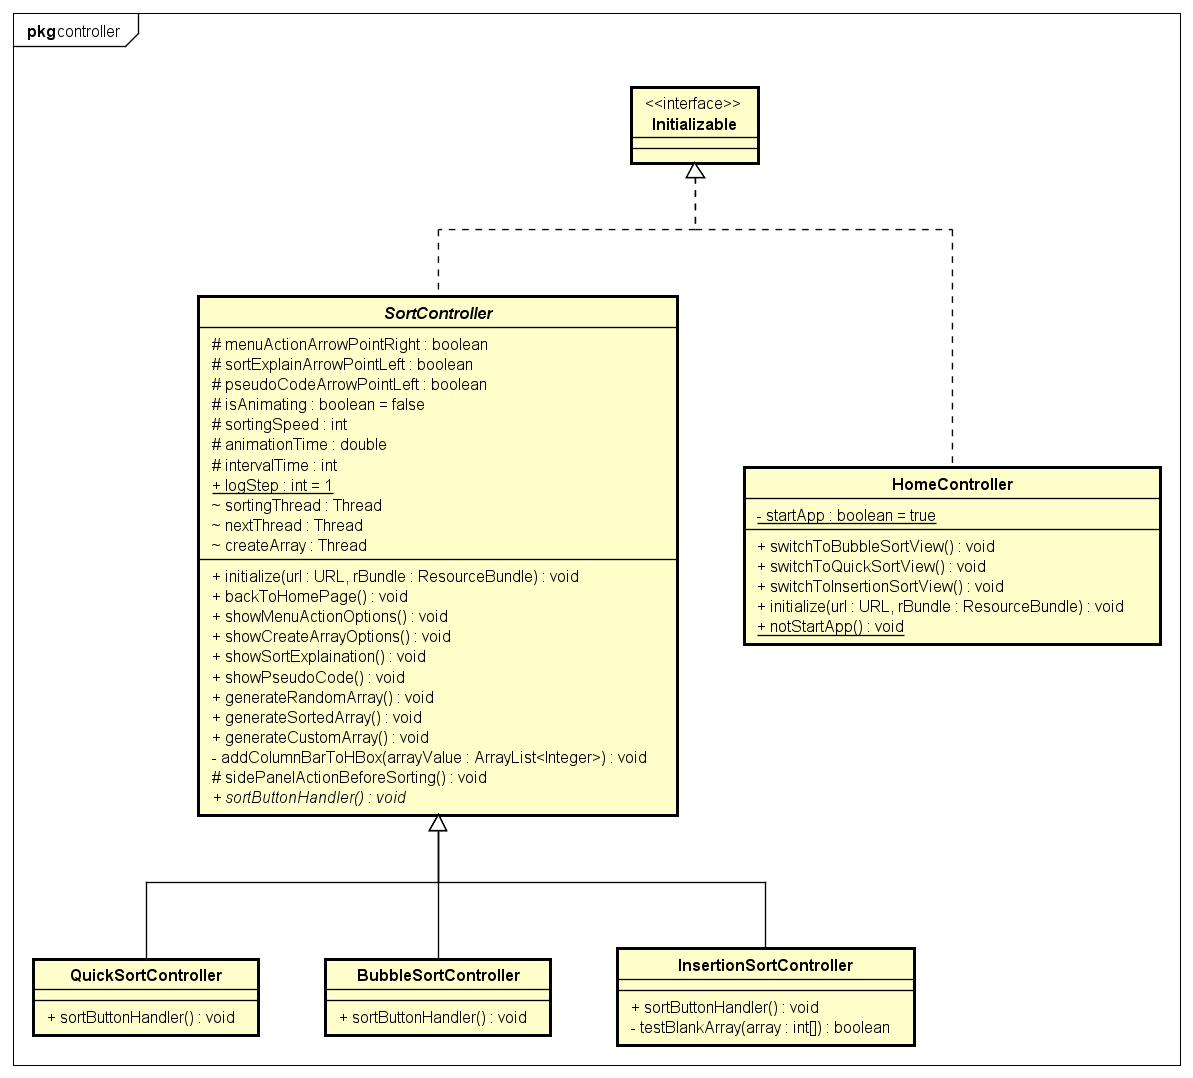 pkg controller
<<interface>>
Initializable
SortController
# menuActionArrowPointRight : boolean
# sortExplainArrowPointLeft : boolean
# pseudoCodeArrowPointLeft : boolean
# isAnimating : boolean = false
# sortingSpeed : int
# animationTime : double
# intervalTime : int
+ logStep : int = 1
~ sortingThread : Thread
~ nextThread : Thread
~ createArray : Thread
+ initialize(url : URL, rBundle : ResourceBundle) : void
+ backToHomePage() : void
+ showMenuActionOptions() : void
+ showCreateArrayOptions() : void
+ showSortExplaination() : void
+ showPseudoCode() : void
+ generateRandomArray() : void
+ generateSortedArray() : void
+ generateCustomArray() : void
- addColumnBarToHBox(arrayValue : ArrayList<Integer>) : void
# sidePanelActionBeforeSorting() : void
+ sortButtonHandler() : void
HomeController
- startApp : boolean = true
+ switchToBubbleSortView() : void
+ switchToQuickSortView() : void
+ switchToInsertionSortView() : void
+ initialize(url : URL, rBundle : ResourceBundle) : void
+ notStartApp() : void
QuickSortController
+ sortButtonHandler() : void
BubbleSortController
+ sortButtonHandler() : void
InsertionSortController
+ sortButtonHandler() : void
- testBlankArray(array : int[]) : boolean